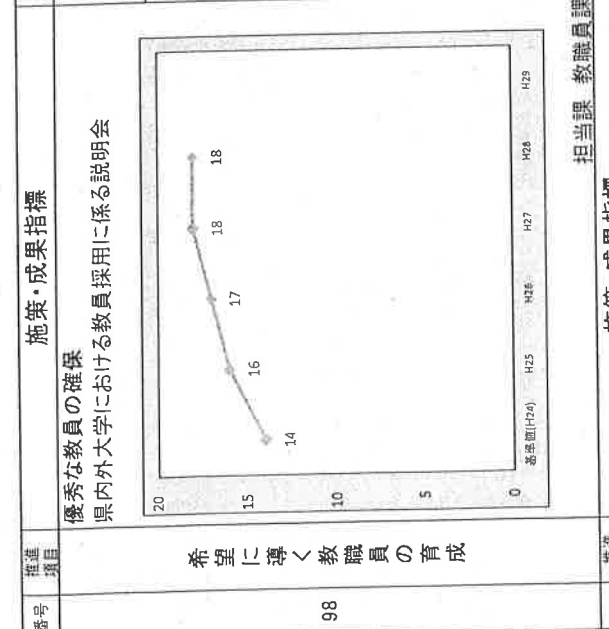 番号
推進
項目
施策・成果指標
98
希望に導く教職員の育成
優秀な教員の確保
県内外大学における教員採用に係る説明会
20
15
10
5
0
14
16
17
18
18
基準値(H24)
H25
H26
H27
H28
H29
担当課 教職員課
推進
施策・成果指標